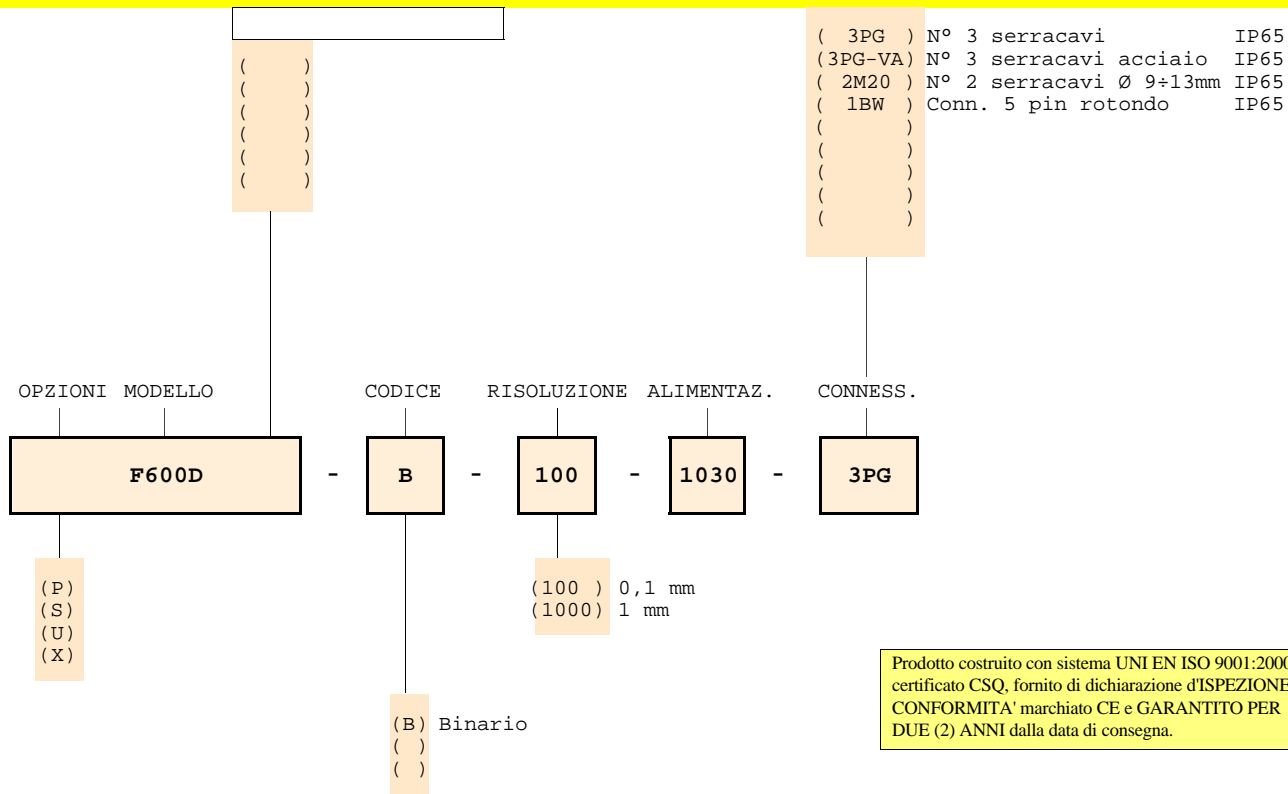 ( 3PG ) N° 3 serracavi IP65
(3PG-VA) N° 3 serracavi acciaio IP65
( 2M20 ) N° 2 serracavi Ø 9÷13mm IP65
( 1BW ) Conn. 5 pin rotondo IP65
( )
( )
( )
( )
( )
( )
( )
( )
( )
( )
( )
OPZIONI MODELLO CODICE RISOLUZIONE ALIMENTAZ. CONNESS.
F600D - B - 100 - 1030 - 3PG
(P)
(S)
(U)
(X)
(100 ) 0,1 mm
(1000) 1 mm
(B) Binario
( )
( )
Prodotto costruito con sistema UNI EN ISO 9001:2000
certificato CSQ, fornito di dichiarazione d'ISPEZIONE
CONFORMITA' marchiato CE e GARANTITO PER
DUE (2) ANNI dalla data di consegna.